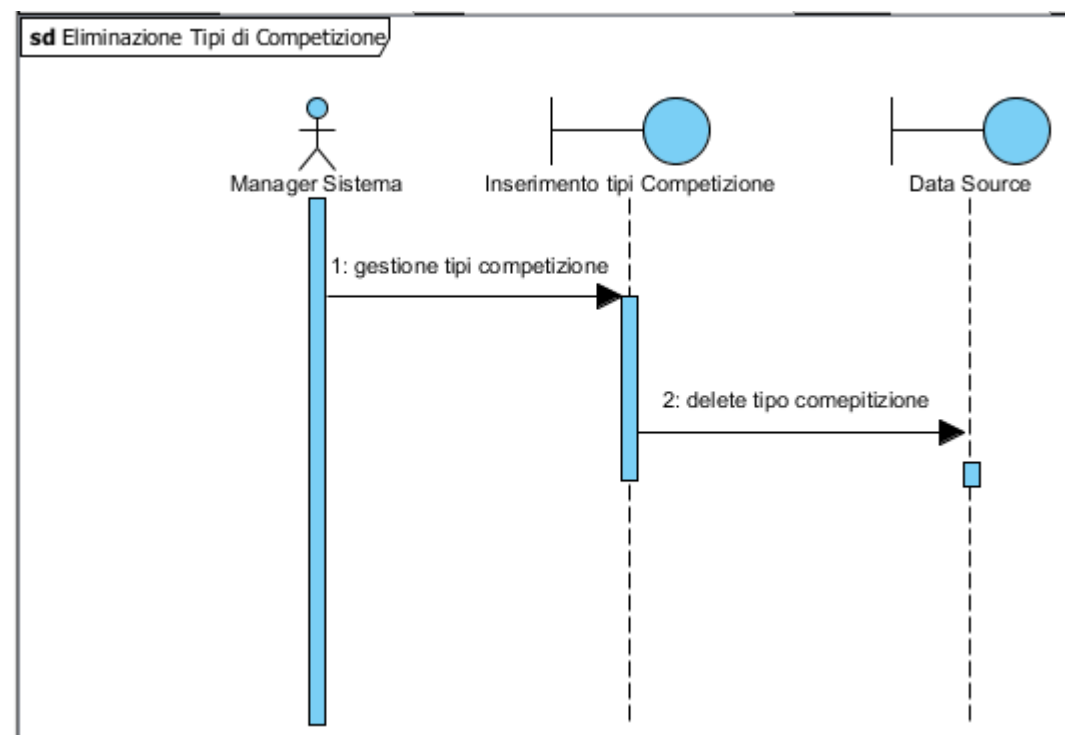 sd Eliminazione Tipi di Competizione
Manager Sistema
Inserimento tipi Competizione
Data Source
1: gestione tipi competizione
2: delete tipo comepitizione